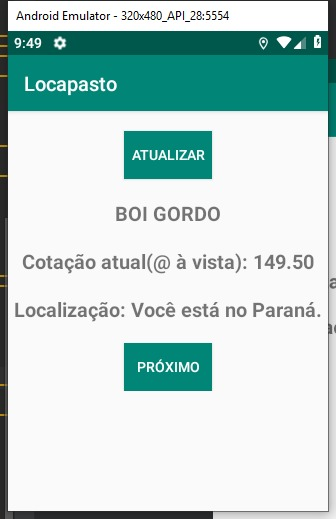 Android Emulator - 320x480_API_28:5554
9:49
Locapasto
ATUALIZAR
BOI GORDO
Cotação atual(@ à vista): 149.50
Localização: Você está no Paraná.
PRÓXIMO